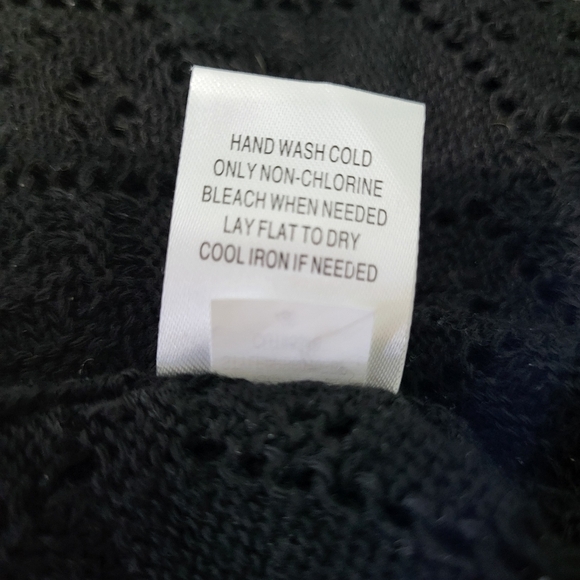 HAND WASH COLD
ONLY NON-CHLORINE
BLEACH WHEN NEEDED
LAY FLAT TO DRY
COOL IRON IF NEEDED